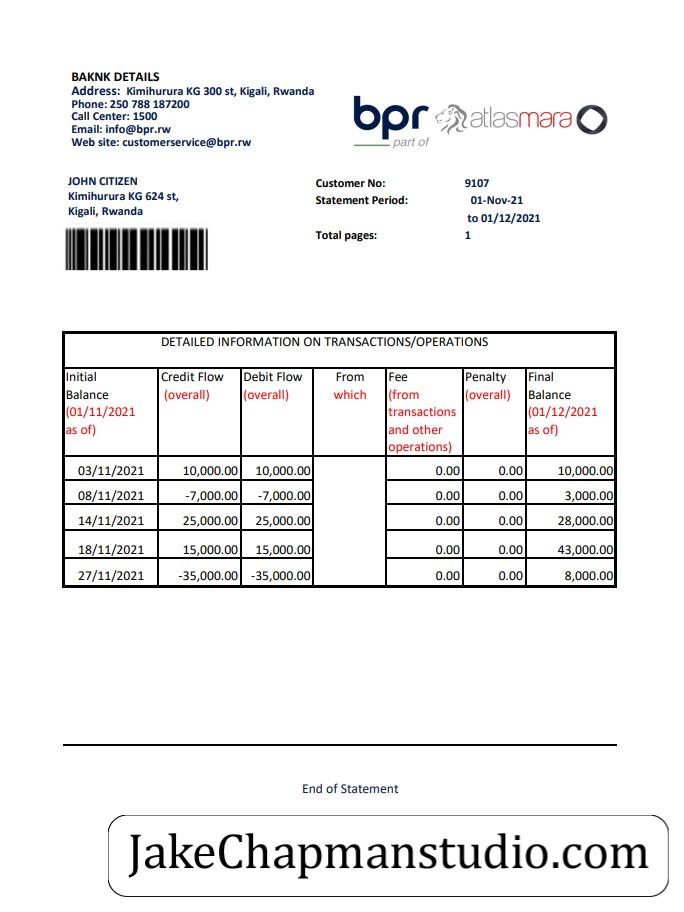 BAKNK DETAILS
Address: Kimihurura KG 300 st, Kigali, Rwanda
Phone: 250 788 187200
Call Center: 1500
Email: info@bpr.rw
Web site: customerservice@bpr.rw
bpr atlasmara
part of
JOHN CITIZEN
Kimihurura KG 624 st,
Kigali, Rwanda
Customer No: 9107
Statement Period: 01-Nov-21
to 01/12/2021
Total pages: 1
DETAILED INFORMATION ON TRANSACTIONS/OPERATIONS
Initial Balance (01/11/2021 as of) Credit Flow (overall) Debit Flow (overall) From which Fee (from transactions and other operations) Penalty (overall) Final Balance (01/12/2021 as of)
03/11/2021 10,000.00 10,000.00 0.00 0.00 10,000.00
08/11/2021 -7,000.00 -7,000.00 0.00 0.00 3,000.00
14/11/2021 25,000.00 25,000.00 0.00 0.00 28,000.00
18/11/2021 15,000.00 15,000.00 0.00 0.00 43,000.00
27/11/2021 -35,000.00 -35,000.00 0.00 0.00 8,000.00
End of Statement
JakeChapmanstudio.com